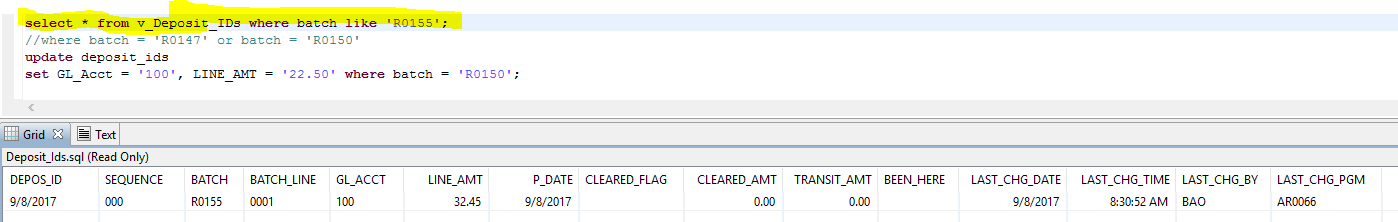 select * from v_Deposit_IDs where batch like 'R0155';
//where batch = 'R0147' or batch = 'R0150'
update deposit_ids
set GL_Acct = '100', LINE_AMT = '22.50' where batch = 'R0150';
Grid Text
Deposit_Ids.sql (Read Only)
DEPOS_ID SEQUENCE BATCH BATCH_LINE GL_ACCT LINE_AMT P_DATE CLEARED_FLAG CLEARED_AMT TRANSIT_AMT BEEN_HERE LAST_CHG_DATE LAST_CHG_TIME LAST_CHG_BY LAST_CHG_PGM
9/8/2017 000 R0155 0001 100 32.45 9/8/2017 0.00 0.00 9/8/2017 8:30:52 AM BAO AR0066